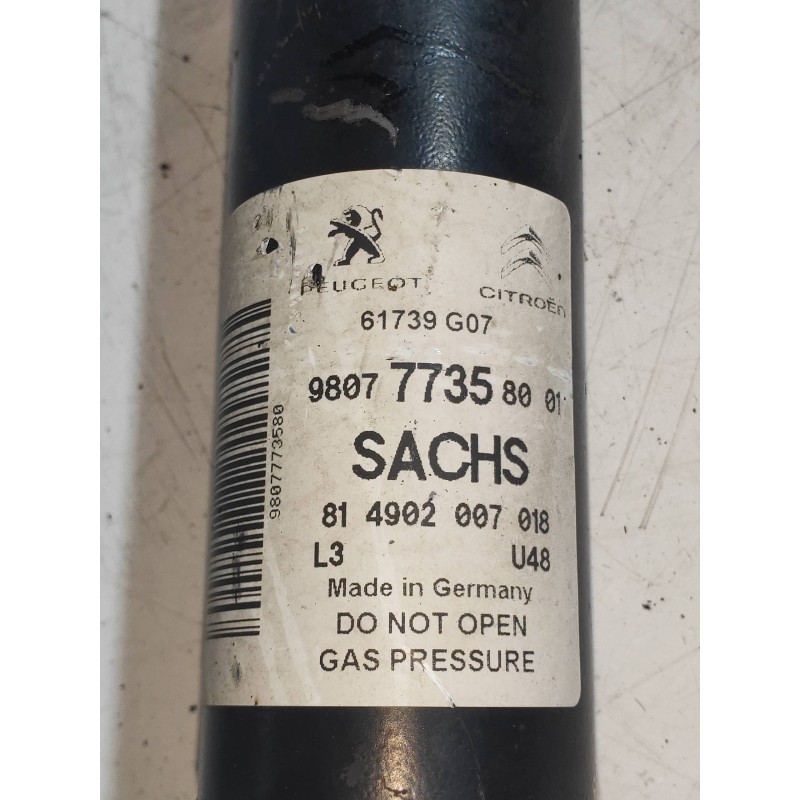 PEUGEOT CITROËN
61739 G07
9807 7735 80 01
SACHS
81 4902 007 018
L3 U48
Made in Germany
DO NOT OPEN
GAS PRESSURE
9807773580